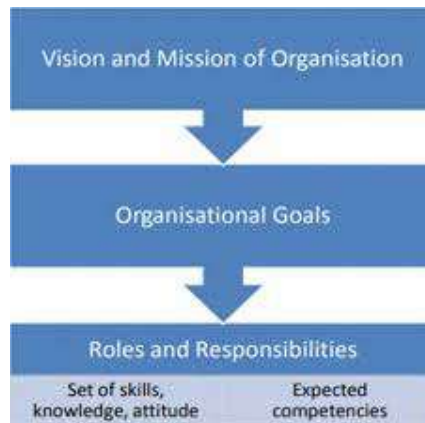 Vision and Mission of Organisation
Organisational Goals
Roles and Responsibilities
Set of skills,
knowledge, attitude
Expected
competencies